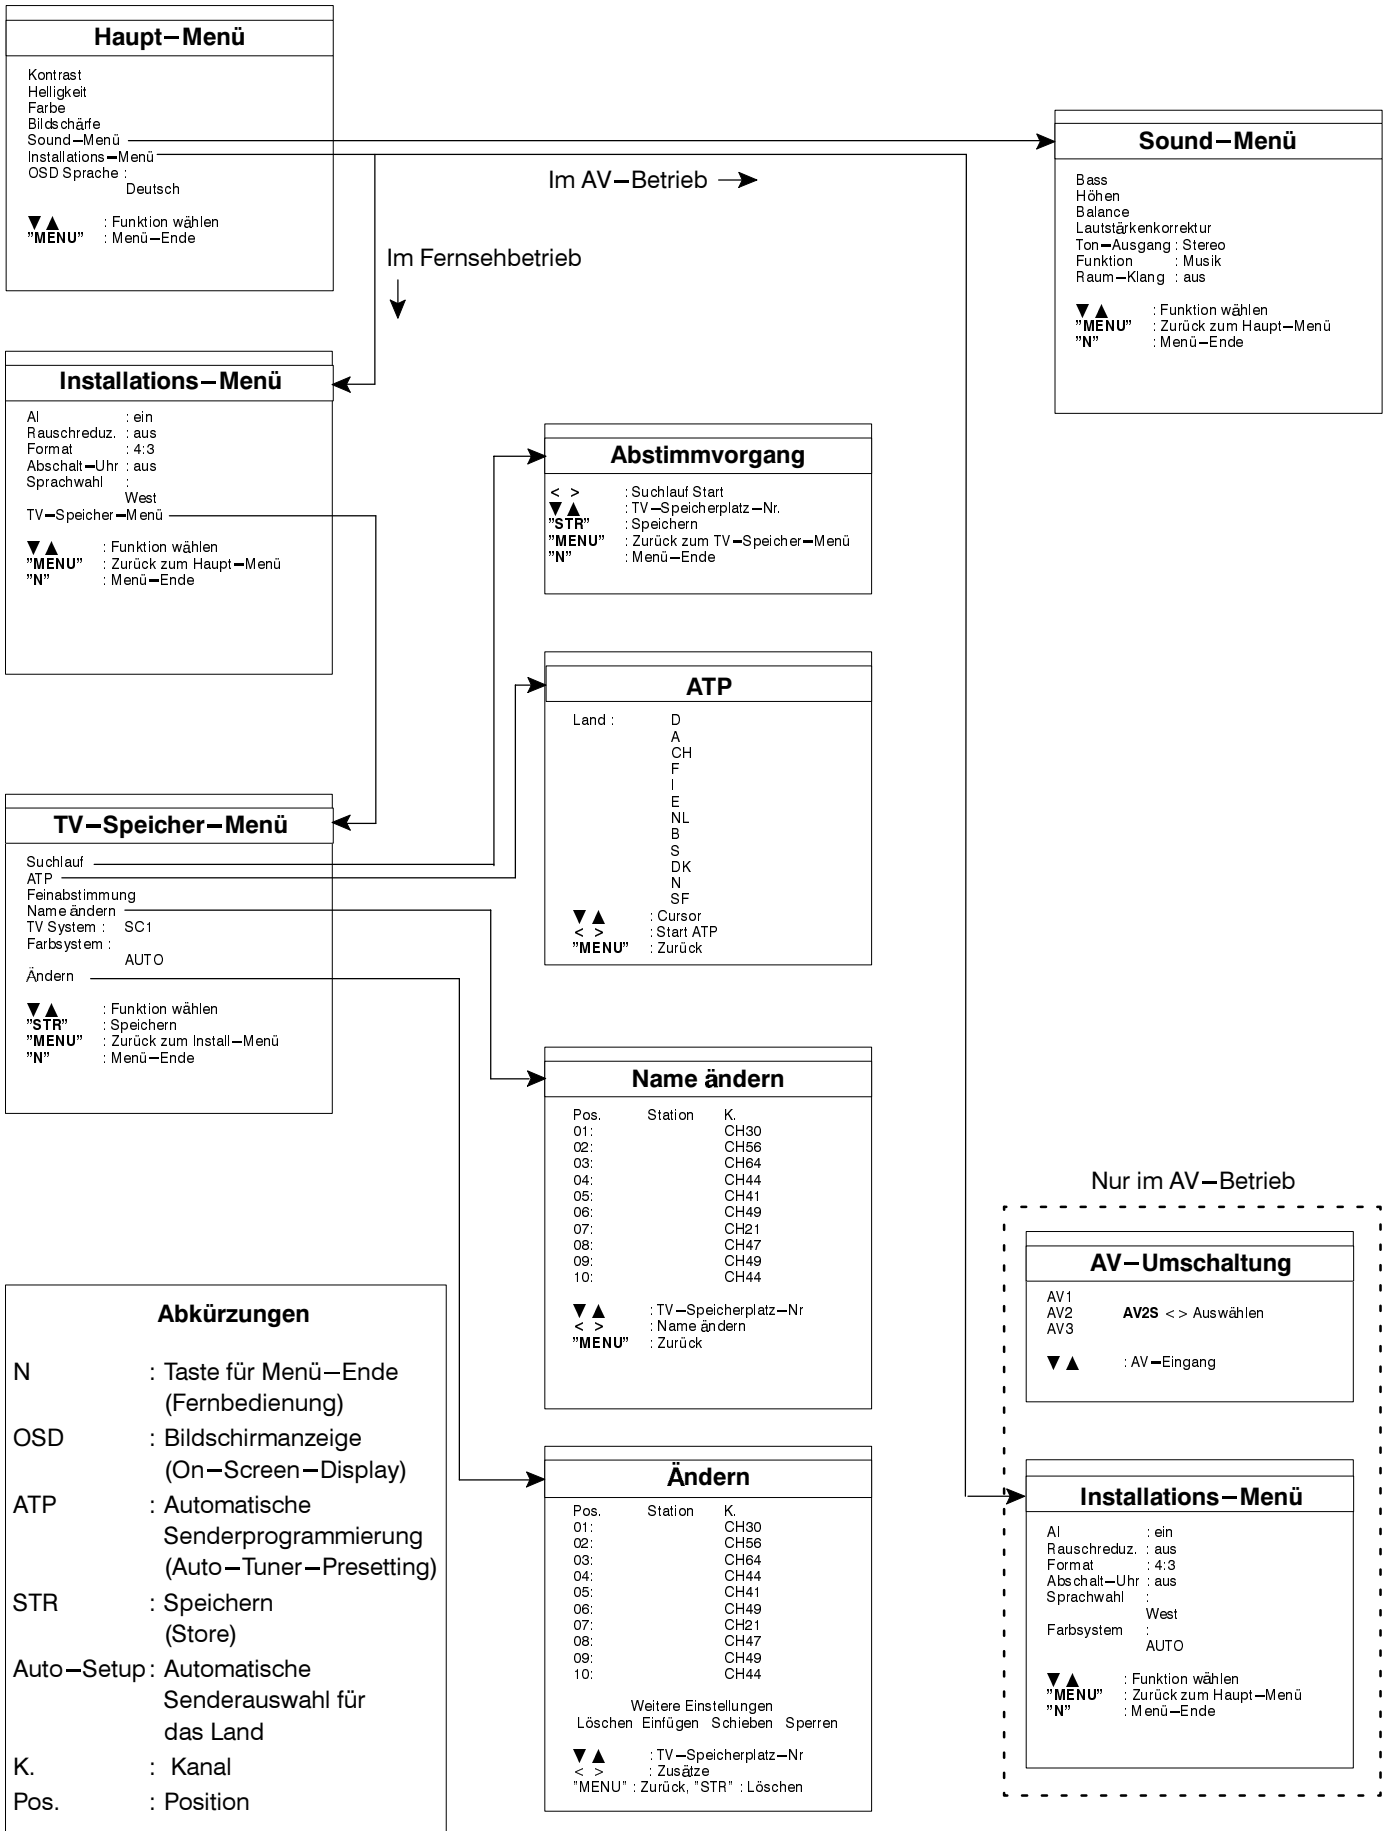 Haupt–Menü
Kontrast
Helligkeit
Farbe
Bildschärfe
Sound–Menü
Installations–Menü
OSD Sprache :
Deutsch
▼ ▲ : Funktion wählen
"MENU" : Menü–Ende
Im AV–Betrieb →
Im Fernsehbetrieb
↓
Sound–Menü
Bass
Höhen
Balance
Lautstärkenkorrektur
Ton–Ausgang : Stereo
Funktion : Musik
Raum–Klang : aus
▼ ▲ : Funktion wählen
"MENU" : Zurück zum Haupt–Menü
"N" : Menü–Ende
Installations–Menü
AI : ein
Rauschreduz. : aus
Format : 4:3
Abschalt–Uhr : aus
Sprachwahl :
West
TV–Speicher–Menü
▼ ▲ : Funktion wählen
"MENU" : Zurück zum Haupt–Menü
"N" : Menü–Ende
Abstimmvorgang
< > : Suchlauf Start
▼ ▲ : TV–Speicherplatz–Nr.
"STR" : Speichern
"MENU" : Zurück zum TV–Speicher–Menü
"N" : Menü–Ende
ATP
Land : D
A
CH
F
I
E
NL
B
S
DK
N
SF
▼ ▲ : Cursor
< > : Start ATP
"MENU" : Zurück
TV–Speicher–Menü
Suchlauf
ATP
Feinabstimmung
Name ändern
TV System : SC1
Farbsystem :
AUTO
Ändern
▼ ▲ : Funktion wählen
"STR" : Speichern
"MENU" : Zurück zum Install–Menü
"N" : Menü–Ende
Name ändern
Pos. Station K.
01: CH30
02: CH56
03: CH64
04: CH44
05: CH41
06: CH49
07: CH21
08: CH47
09: CH49
10: CH44
▼ ▲ : TV–Speicherplatz–Nr
< > : Name ändern
"MENU" : Zurück
Ändern
Pos. Station K.
01: CH30
02: CH56
03: CH64
04: CH44
05: CH41
06: CH49
07: CH21
08: CH47
09: CH49
10: CH44
Weitere Einstellungen
Löschen Einfügen Schieben Sperren
▼ ▲ : TV–Speicherplatz–Nr
< > : Zusätze
"MENU" : Zurück, "STR" : Löschen
Nur im AV–Betrieb
AV–Umschaltung
AV1
AV2 AV2S < > Auswählen
AV3
▼ ▲ : AV–Eingang
Installations–Menü
AI : ein
Rauschreduz. : aus
Format : 4:3
Abschalt–Uhr : aus
Sprachwahl :
West
Farbsystem :
AUTO
▼ ▲ : Funktion wählen
"MENU" : Zurück zum Haupt–Menü
"N" : Menü–Ende
Abkürzungen
N : Taste für Menü–Ende
(Fernbedienung)
OSD : Bildschirmanzeige
(On–Screen–Display)
ATP : Automatische
Senderprogrammierung
(Auto–Tuner–Presetting)
STR : Speichern
(Store)
Auto–Setup : Automatische
Senderauswahl für
das Land
K. : Kanal
Pos. : Position